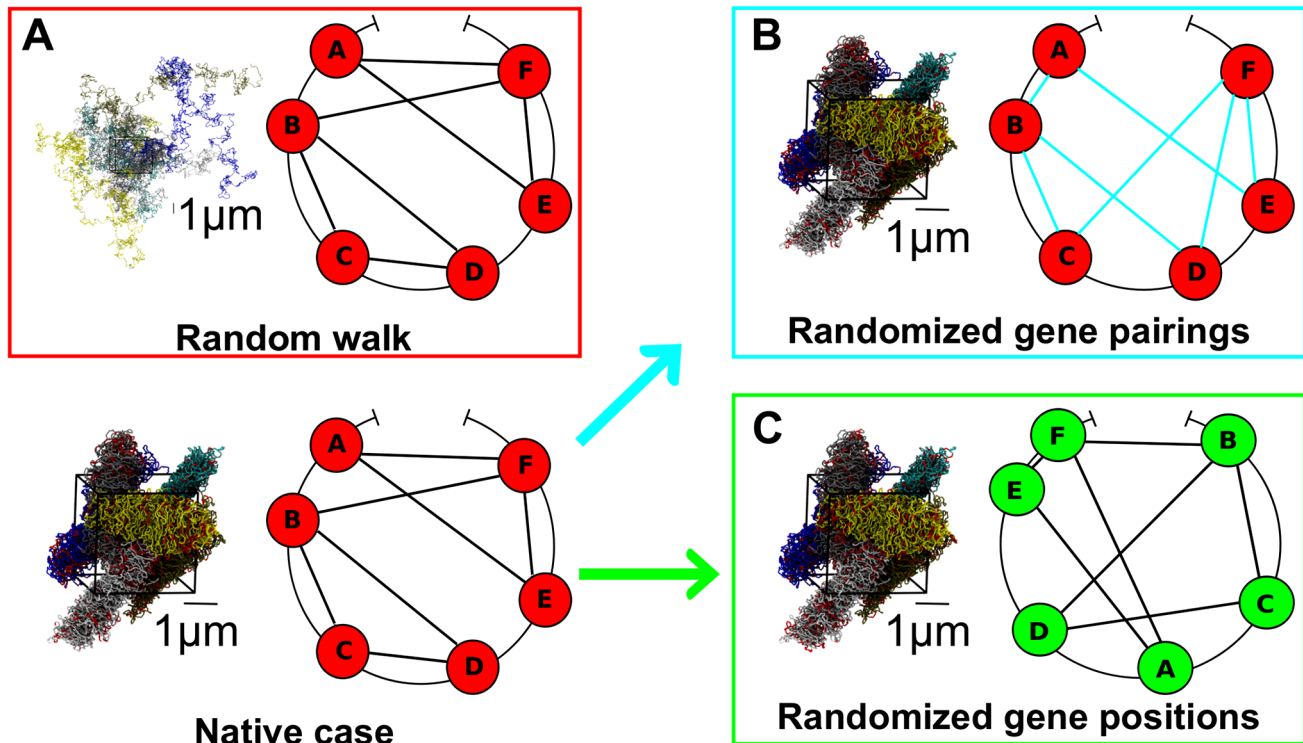 A
A
F
B
E
C
D
1μm
Random walk
B
A
F
B
E
C
D
1μm
Randomized gene pairings
A
F
B
E
C
D
1μm
Native case
C
F
B
E
C
D
A
1μm
Randomized gene positions